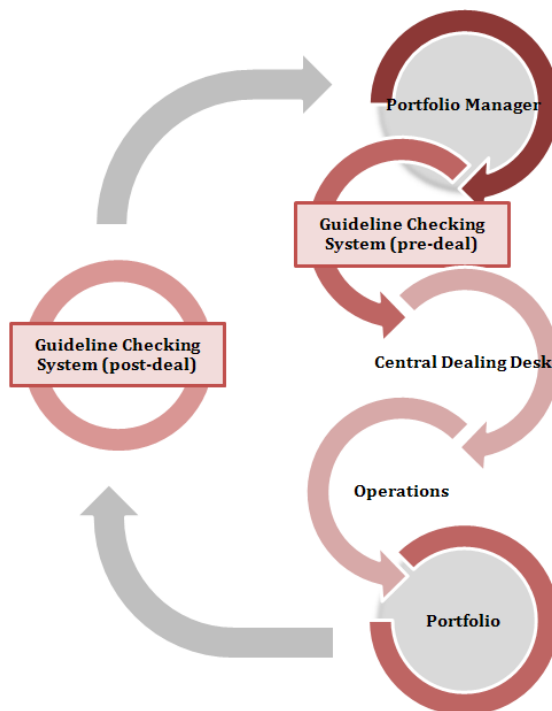 Portfolio Manager
Guideline Checking
System (pre-deal)
Guideline Checking
System (post-deal)
Central Dealing Desk
Operations
Portfolio